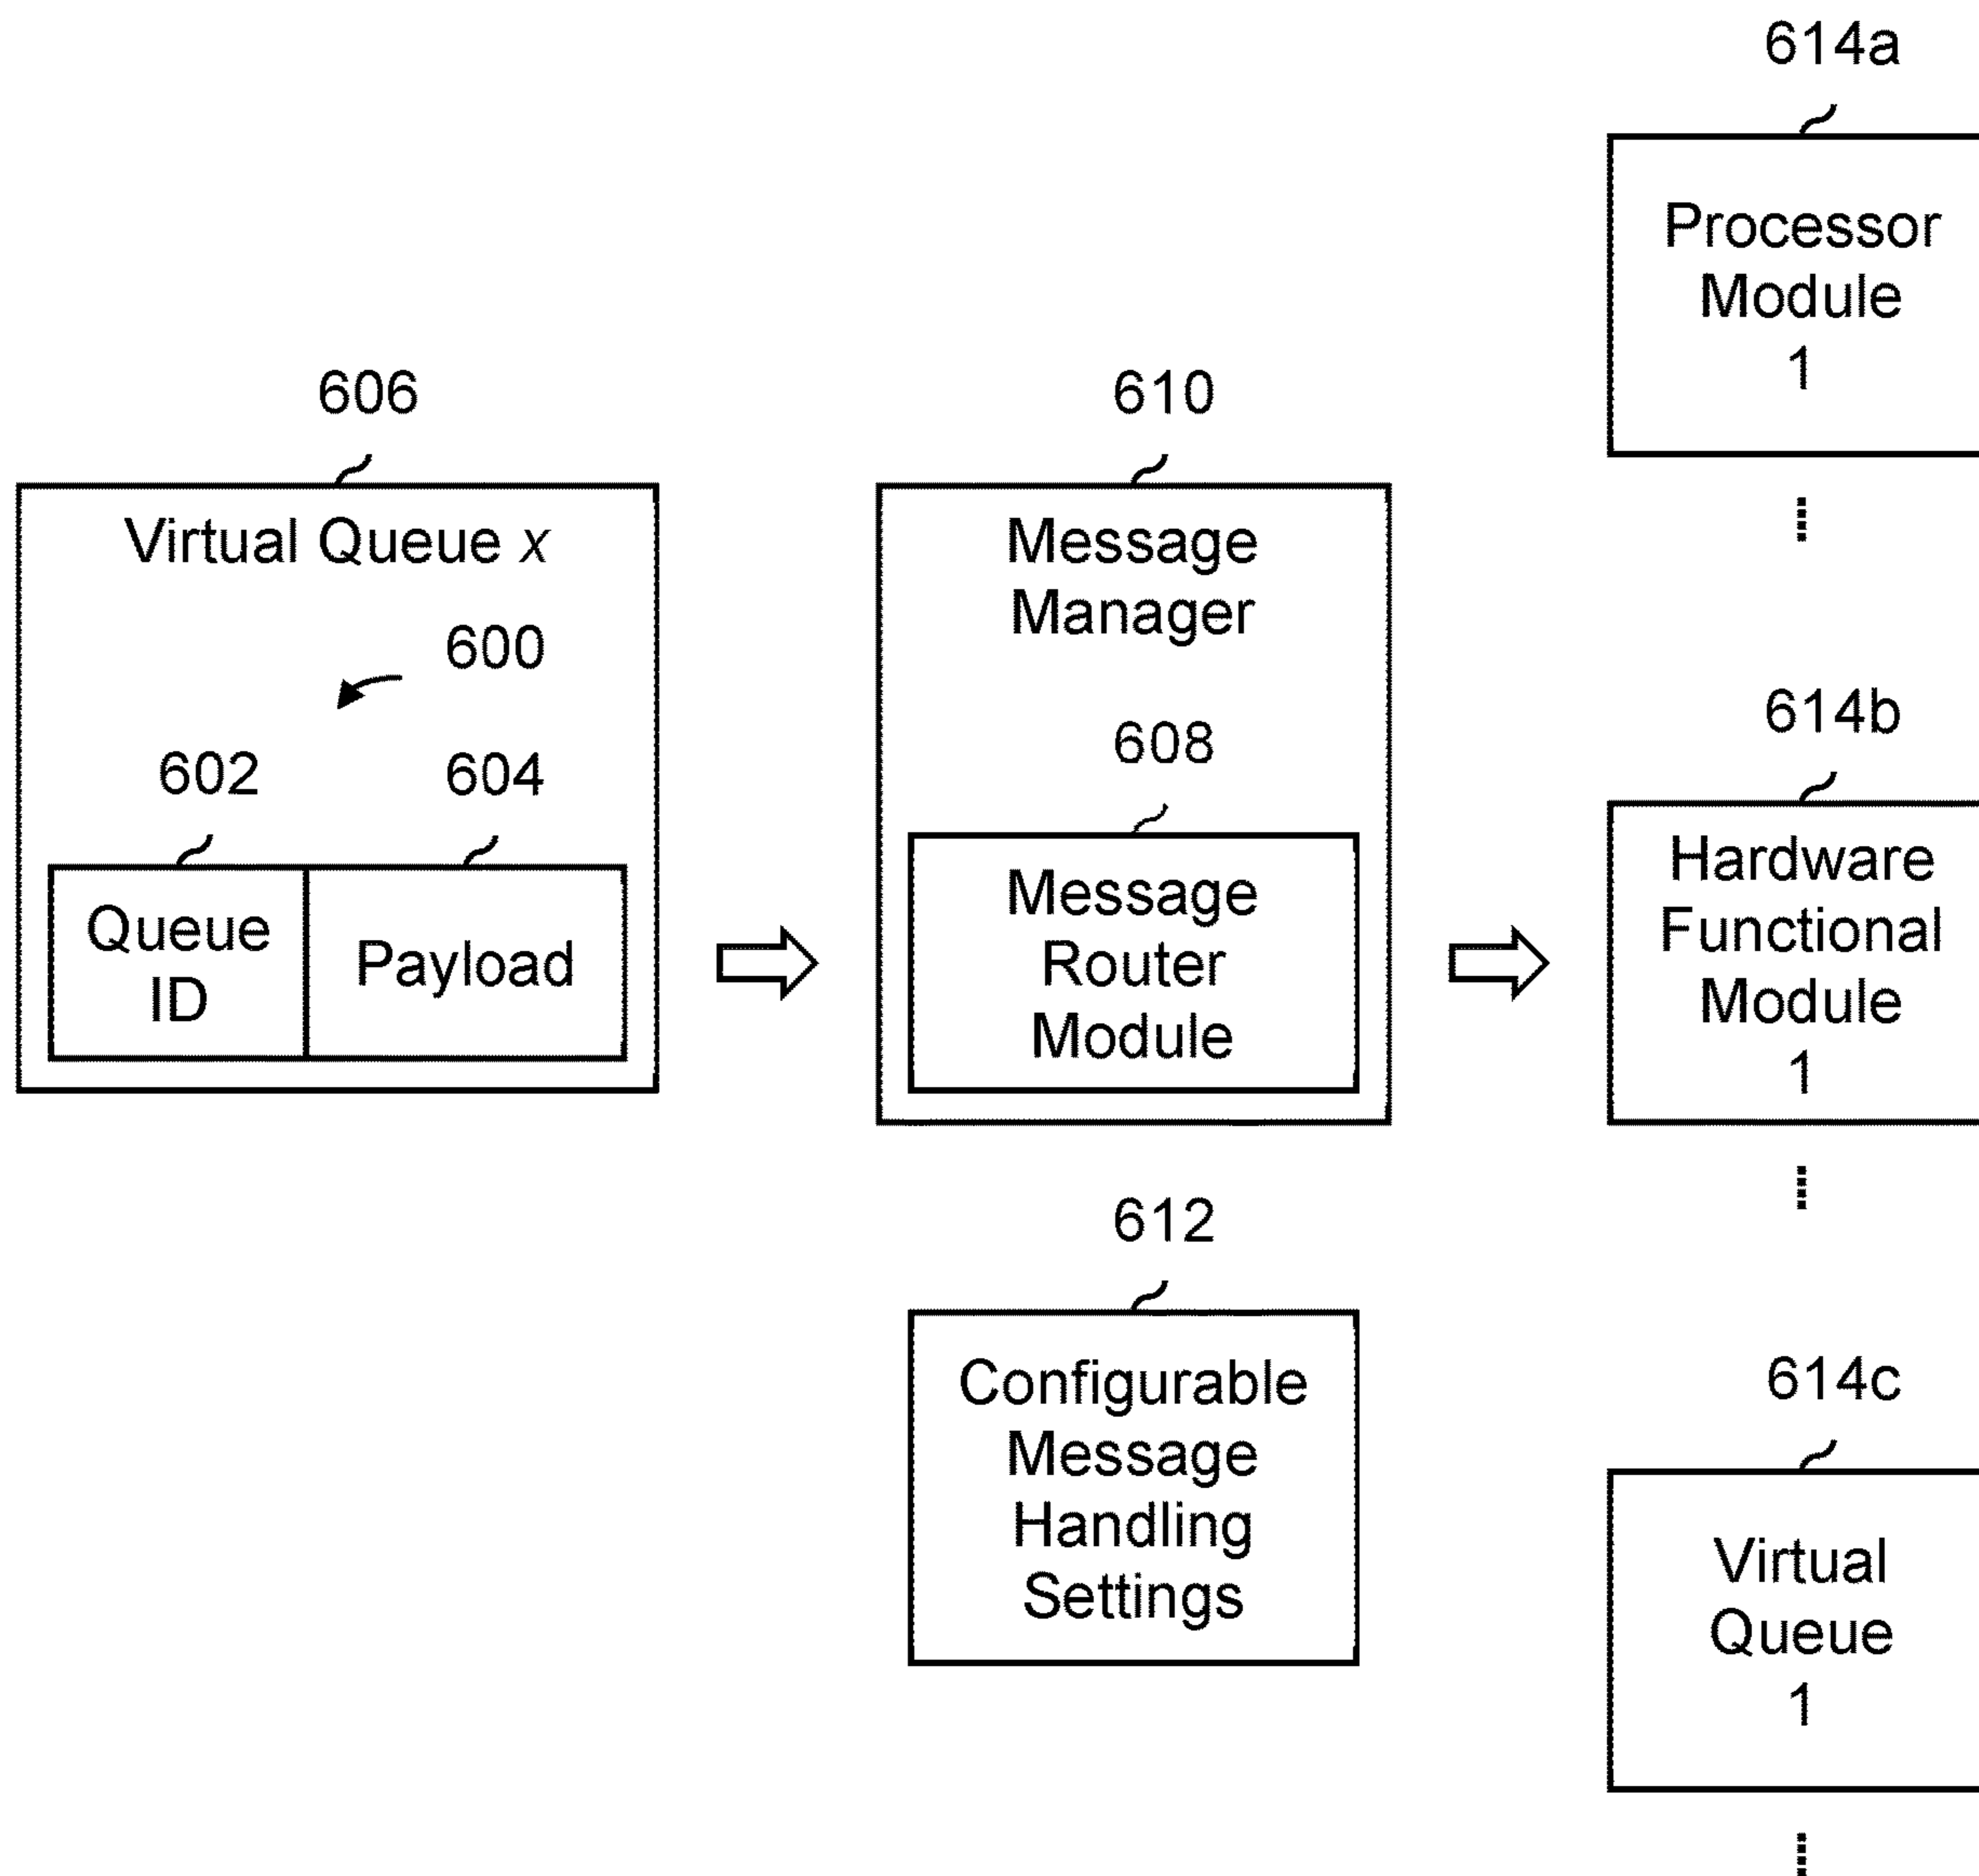 614a
Processor
Module
1
606
Virtual Queue x
600
602
604
Queue
ID
Payload
610
Message
Manager
608
Message
Router
Module
612
Configurable
Message
Handling
Settings
614b
Hardware
Functional
Module
1
614c
Virtual
Queue
1